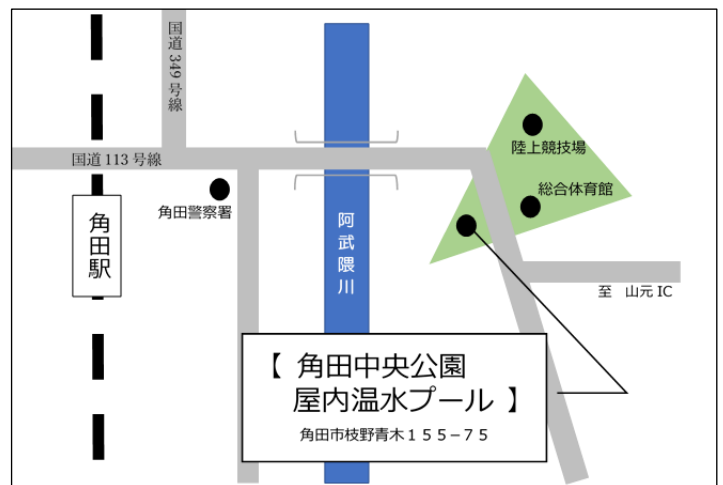 国道349号線
国道113号線
角田駅
角田警察署
阿武隈川
陸上競技場
総合体育館
至 山元IC
【 角田中央公園
屋内温水プール 】
角田市枝野青木１５５−７５